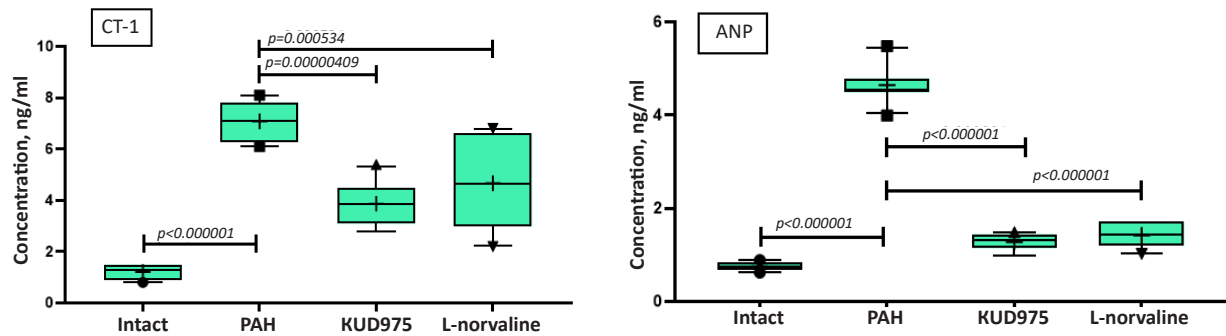 CT-1
Concentration, ng/ml
10
8
6
4
2
0
p=0.000534
p=0.00000409
p<0.000001
Intact PAH KUD975 L-norvaline
ANP
Concentration, ng/ml
6
4
2
0
p<0.000001
p<0.000001
p<0.000001
Intact PAH KUD975 L-norvaline